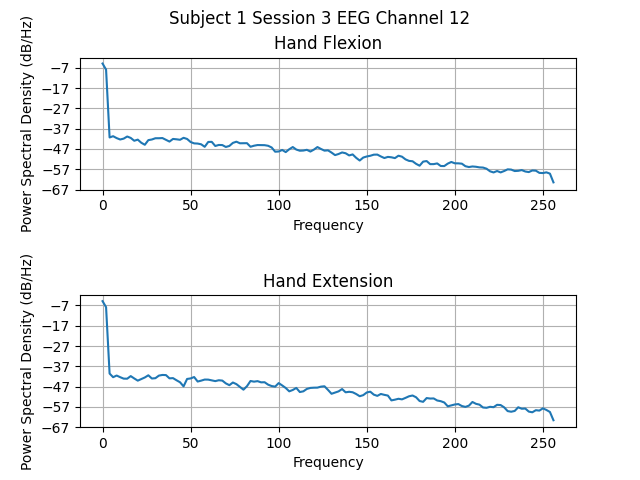 Subject 1 Session 3 EEG Channel 12
Hand Flexion
Power Spectral Density (dB/Hz)
−7
−17
−27
−37
−47
−57
−67
0 50 100 150 200 250
Frequency
Hand Extension
Power Spectral Density (dB/Hz)
−7
−17
−27
−37
−47
−57
−67
0 50 100 150 200 250
Frequency